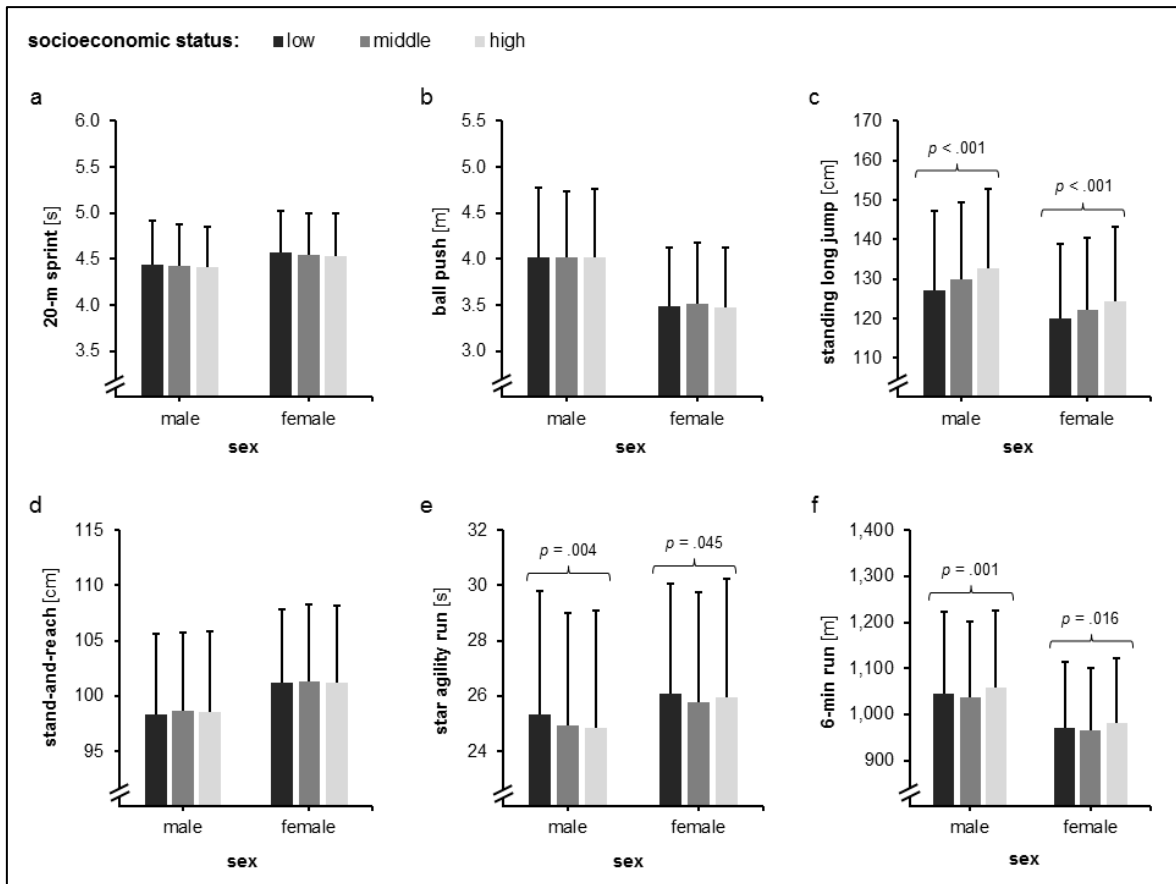 socioeconomic status: low middle high
a
20-m sprint [s]
6.0
5.5
5.0
4.5
4.0
3.5
male female
sex
b
ball push [m]
5.5
5.0
4.5
4.0
3.5
3.0
male female
sex
c
standing long jump [cm]
170
160
150
140
130
120
110
p < .001
p < .001
male female
sex
d
stand-and-reach [cm]
115
110
105
100
95
male female
sex
e
star agility run [s]
32
30
28
26
24
p = .004
p = .045
male female
sex
f
6-min run [m]
1,400
1,300
1,200
1,100
1,000
900
p = .001
p = .016
male female
sex